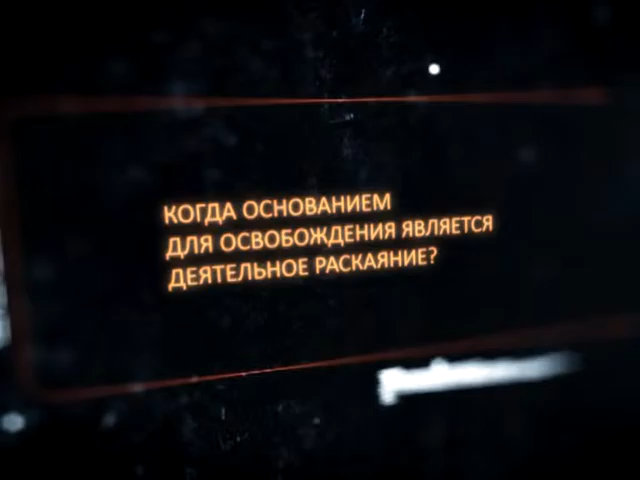 КОГДА ОСНОВАНИЕМ
ДЛЯ ОСВОБОЖДЕНИЯ ЯВЛЯЕТСЯ
ДЕЯТЕЛЬНОЕ РАСКАЯНИЕ?